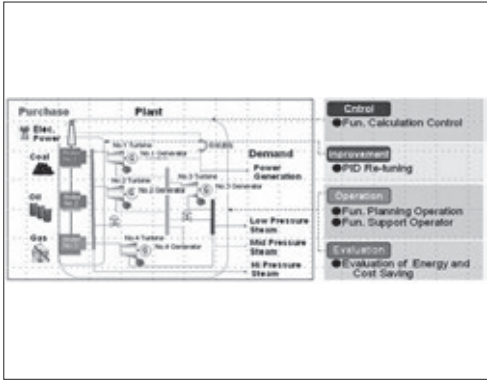 Purchase
Plant
Elec.
Power
Coal
Oil
Gas
No.1 Turbine
No.1 Generator
No.2 Turbine
No.2 Generator
No.3 Turbine
No.3 Generator
No.4 Turbine
No.4 Generator
Demand
Power
Generation
Low Pressure
Steam
Mid Pressure
Steam
Hi Pressure
Steam
Cntrol
●Fun. Calculation Control
Improvement
●PID Re-tuning
Operation
●Fun. Planning Operation
●Fun. Support Operator
Evaluation
●Evaluation of Energy and
Cost Saving